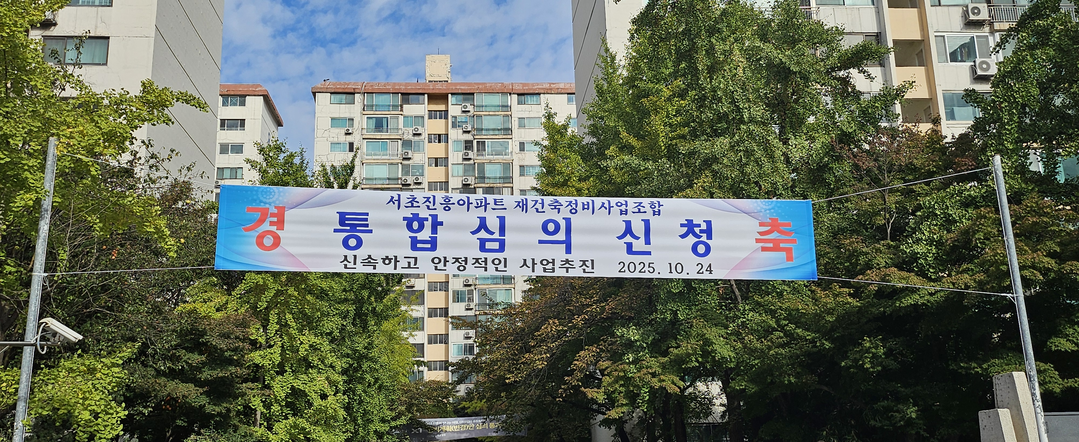 서초진흥아파트 재건축정비사업조합
경 통합심의 신청 축
신속하고 안정적인 사업추진 2025. 10. 24